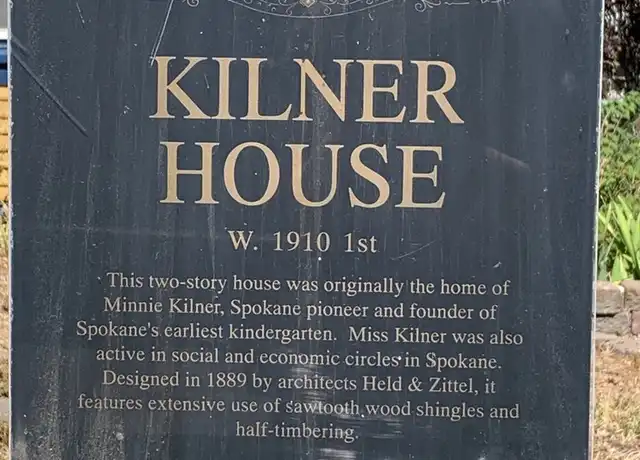 KILNER
HOUSE
W. 1910 1st
This two-story house was originally the home of
Minnie Kilner, Spokane pioneer and founder of
Spokane's earliest kindergarten. Miss Kilner was also
active in social and economic circles in Spokane.
Designed in 1889 by architects Held & Zittel, it
features extensive use of sawtooth wood shingles and
half-timbering.